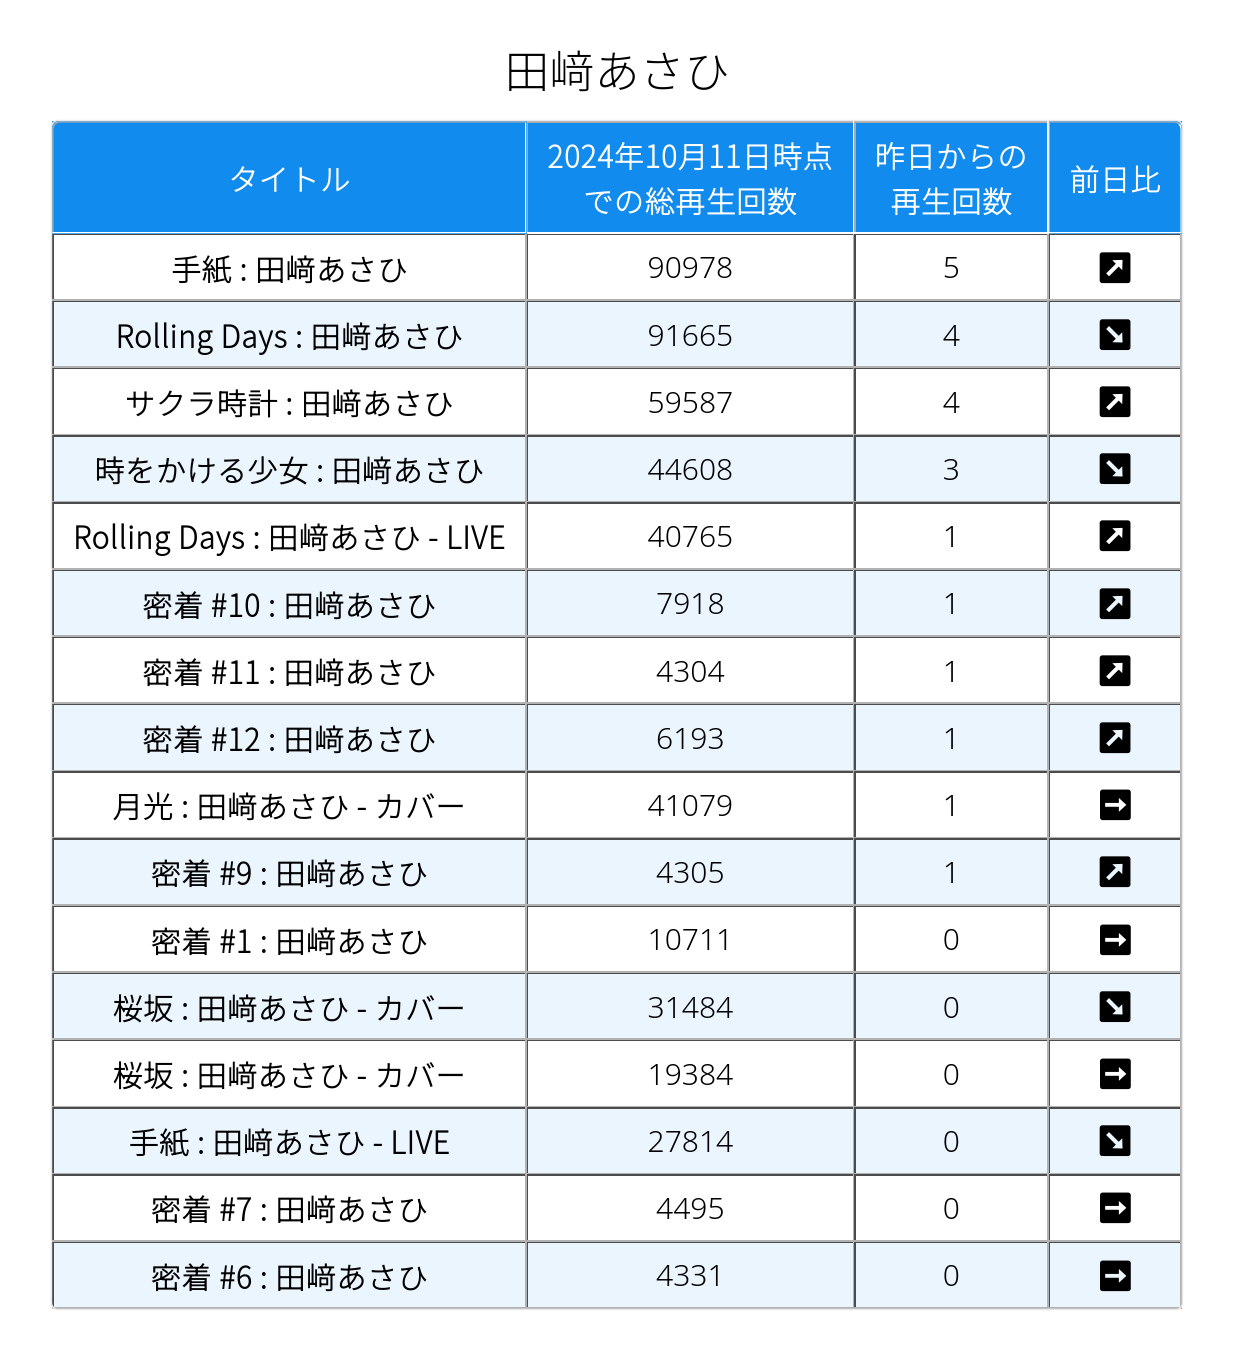 田﨑あさひ
タイトル 2024年10月11日時点での総再生回数 昨日からの再生回数 前日比
手紙 : 田﨑あさひ 90978 5
Rolling Days : 田﨑あさひ 91665 4
サクラ時計 : 田﨑あさひ 59587 4
時をかける少女 : 田﨑あさひ 44608 3
Rolling Days : 田﨑あさひ - LIVE 40765 1
密着 #10 : 田﨑あさひ 7918 1
密着 #11 : 田﨑あさひ 4304 1
密着 #12 : 田﨑あさひ 6193 1
月光 : 田﨑あさひ - カバー 41079 1
密着 #9 : 田﨑あさひ 4305 1
密着 #1 : 田﨑あさひ 10711 0
桜坂 : 田﨑あさひ - カバー 31484 0
桜坂 : 田﨑あさひ - カバー 19384 0
手紙 : 田﨑あさひ - LIVE 27814 0
密着 #7 : 田﨑あさひ 4495 0
密着 #6 : 田﨑あさひ 4331 0